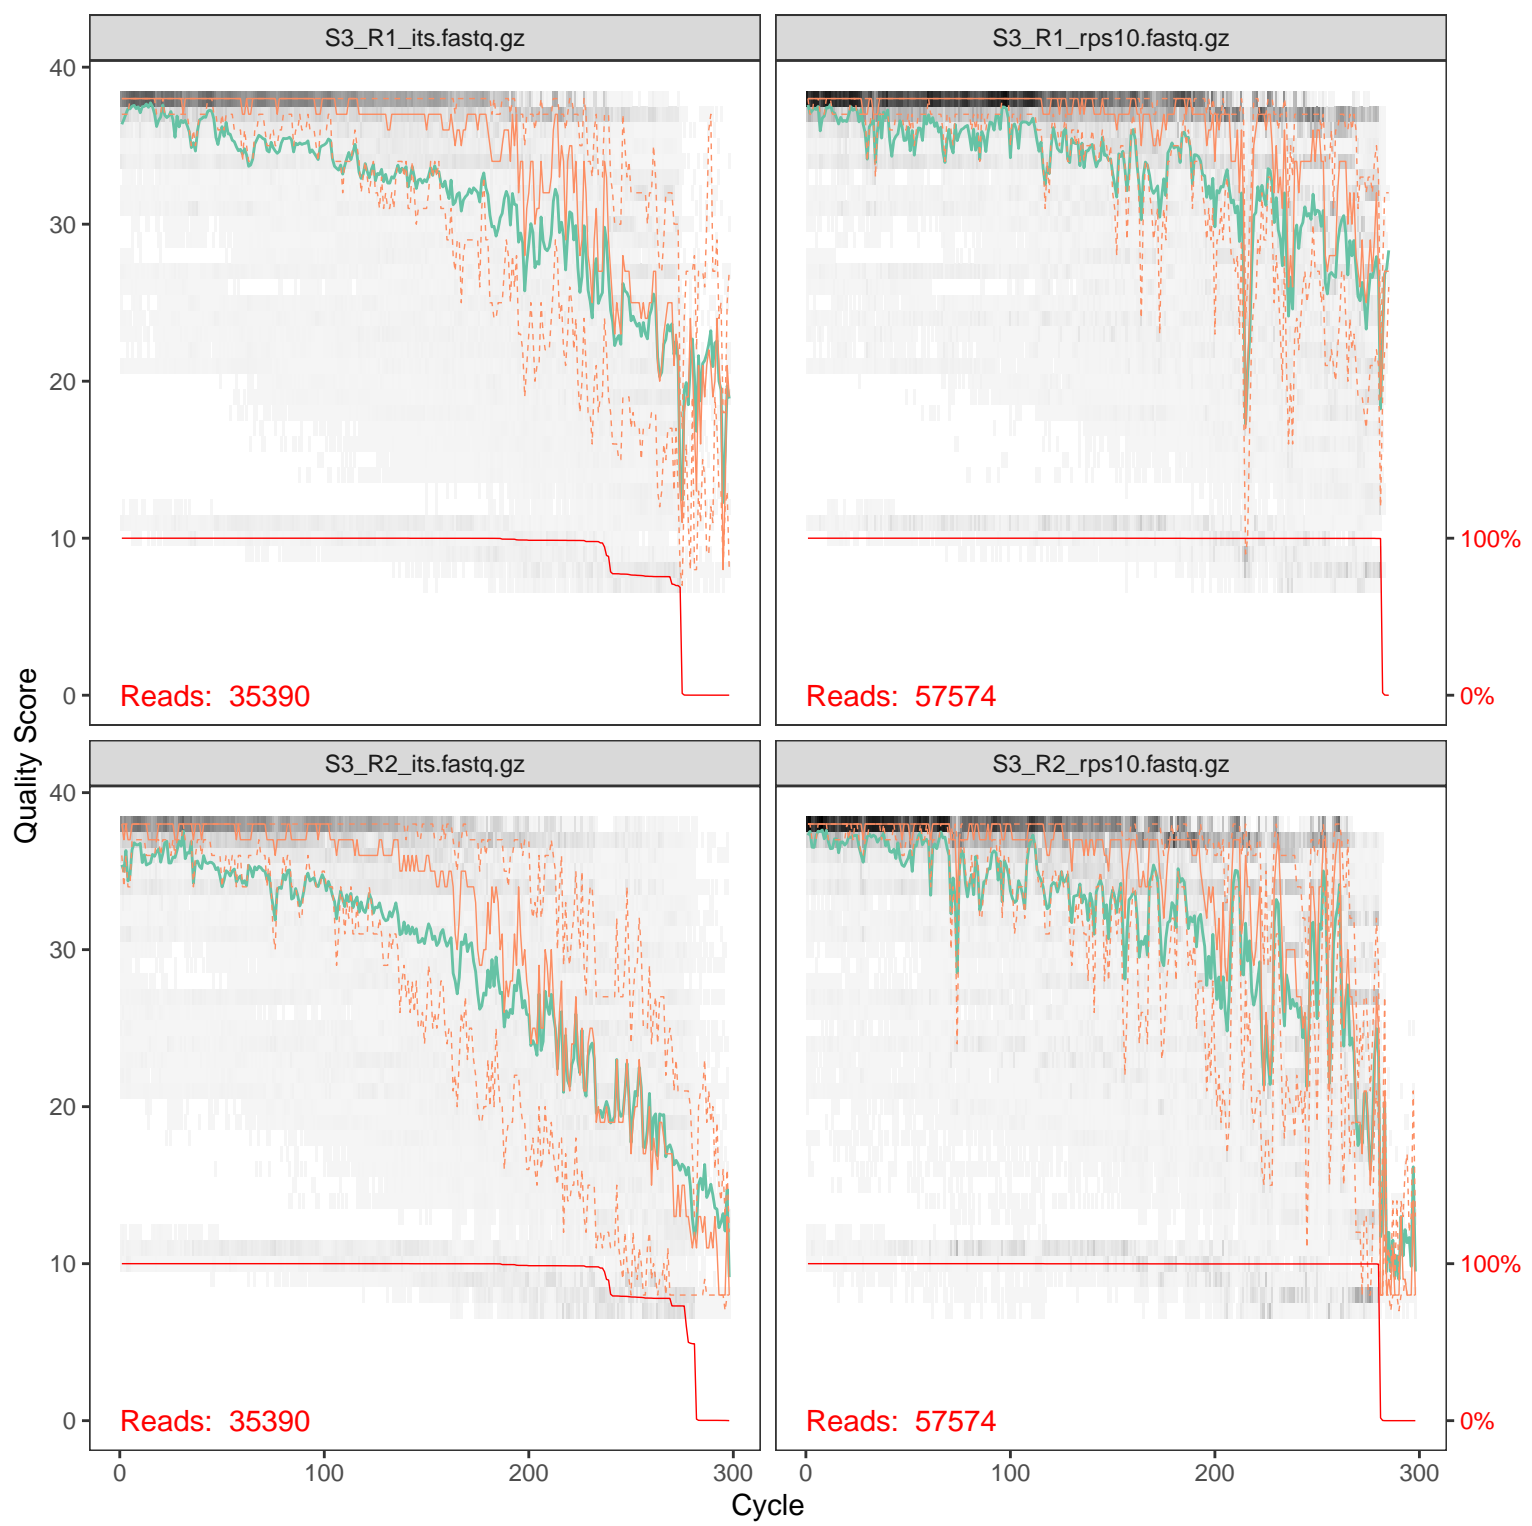 S3_R1_its.fastq.gz
S3_R1_rps10.fastq.gz
40
30
20
10
0
Reads: 35390
Reads: 57574
100%
0%
Quality Score
S3_R2_its.fastq.gz
S3_R2_rps10.fastq.gz
40
30
20
10
0
Reads: 35390
Reads: 57574
100%
0%
0 100 200 300
0 100 200 300
Cycle